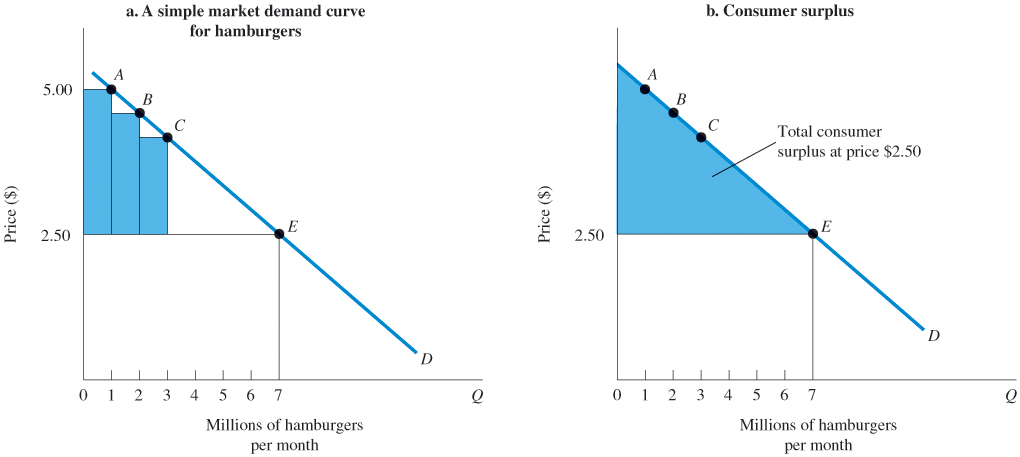 a. A simple market demand curve
for hamburgers
Price ($)
5.00
2.50
A
B
C
E
D
0 1 2 3 4 5 6 7 Q
Millions of hamburgers
per month
b. Consumer surplus
Price ($)
2.50
A
B
C
Total consumer
surplus at price $2.50
E
D
0 1 2 3 4 5 6 7 Q
Millions of hamburgers
per month